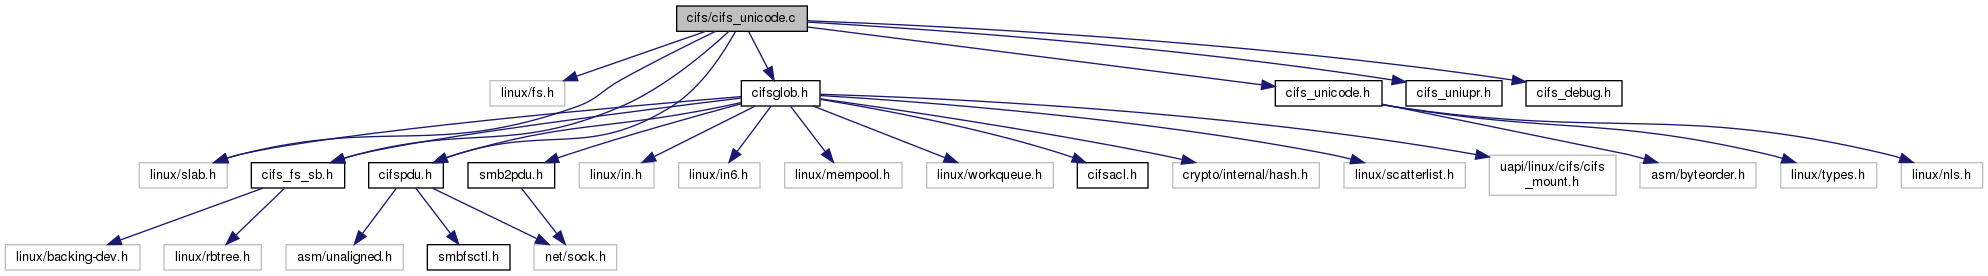 cifs/cifs_unicode.c
linux/fs.h
cifsglob.h
cifs_unicode.h
cifs_uniupr.h
cifs_debug.h
linux/slab.h
cifs_fs_sb.h
cifspdu.h
smb2pdu.h
linux/in.h
linux/in6.h
linux/mempool.h
linux/workqueue.h
cifsacl.h
crypto/internal/hash.h
linux/scatterlist.h
uapi/linux/cifs/cifs
_mount.h
asm/byteorder.h
linux/types.h
linux/nls.h
linux/backing-dev.h
linux/rbtree.h
asm/unaligned.h
smbfsctl.h
net/sock.h